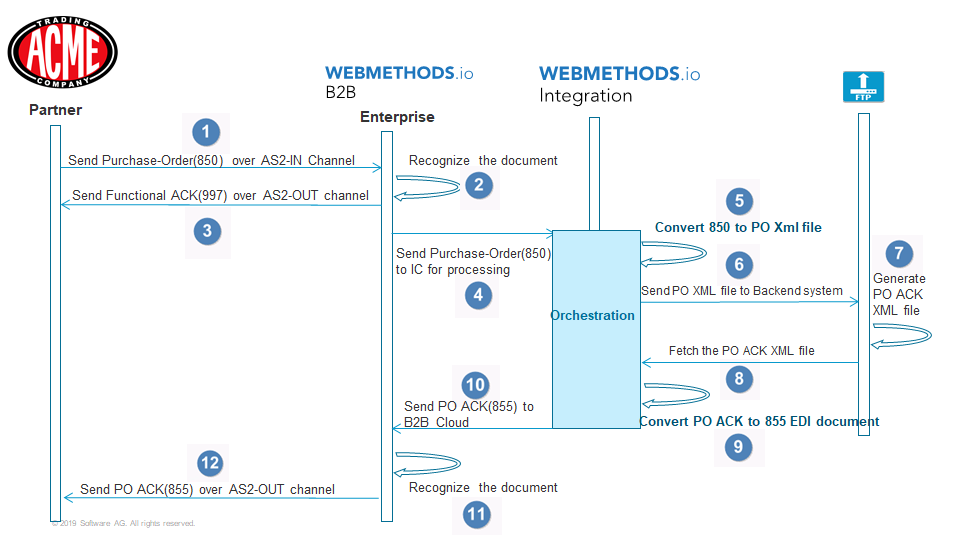 TRADING
ACME
COMPANY
WEBMETHODS.io
B2B
WEBMETHODS.io
Integration
FTP
Partner
Enterprise
1
Send Purchase-Order(850) over AS2-IN Channel
Recognize the document
2
Send Functional ACK(997) over AS2-OUT channel
3
5
Convert 850 to PO Xml file
Send Purchase-Order(850)
to IC for processing
4
6
7
Generate
PO ACK
XML file
Send PO XML file to Backend system
Orchestration
Fetch the PO ACK XML file
8
10
Send PO ACK(855) to
B2B Cloud
Convert PO ACK to 855 EDI document
9
12
Send PO ACK(855) over AS2-OUT channel
Recognize the document
11
© 2019 Software AG. All rights reserved.